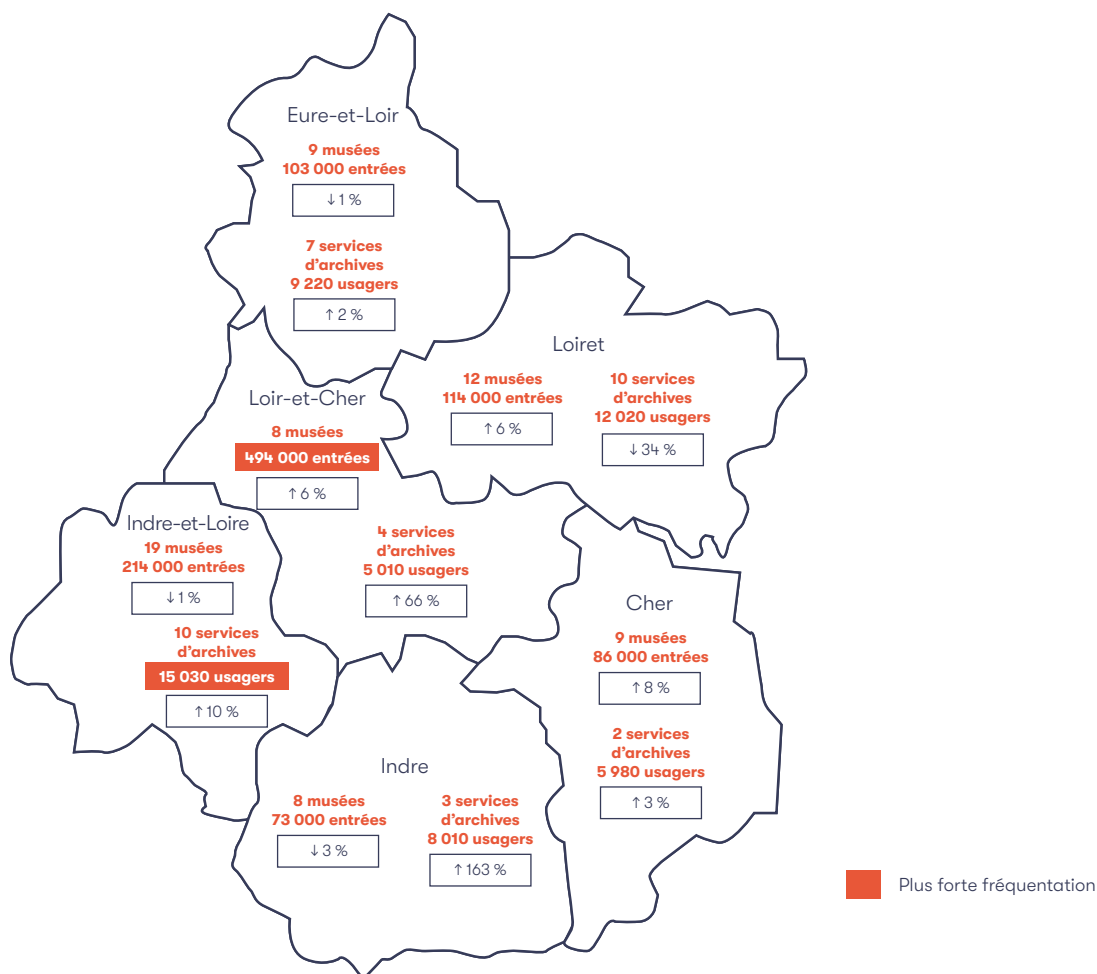 Eure-et-Loir
9 musées
103 000 entrées
↓ 1 %
7 services
d'archives
9 220 usagers
↑ 2 %
Loiret
12 musées
114 000 entrées
↑ 6 %
10 services
d'archives
12 020 usagers
↓ 34 %
Loir-et-Cher
8 musées
494 000 entrées
↑ 6 %
4 services
d'archives
5 010 usagers
↑ 66 %
Indre-et-Loire
19 musées
214 000 entrées
↓ 1 %
10 services
d'archives
15 030 usagers
↑ 10 %
Cher
9 musées
86 000 entrées
↑ 8 %
2 services
d'archives
5 980 usagers
↑ 3 %
Indre
8 musées
73 000 entrées
↓ 3 %
3 services
d'archives
8 010 usagers
↑ 163 %
Plus forte fréquentation